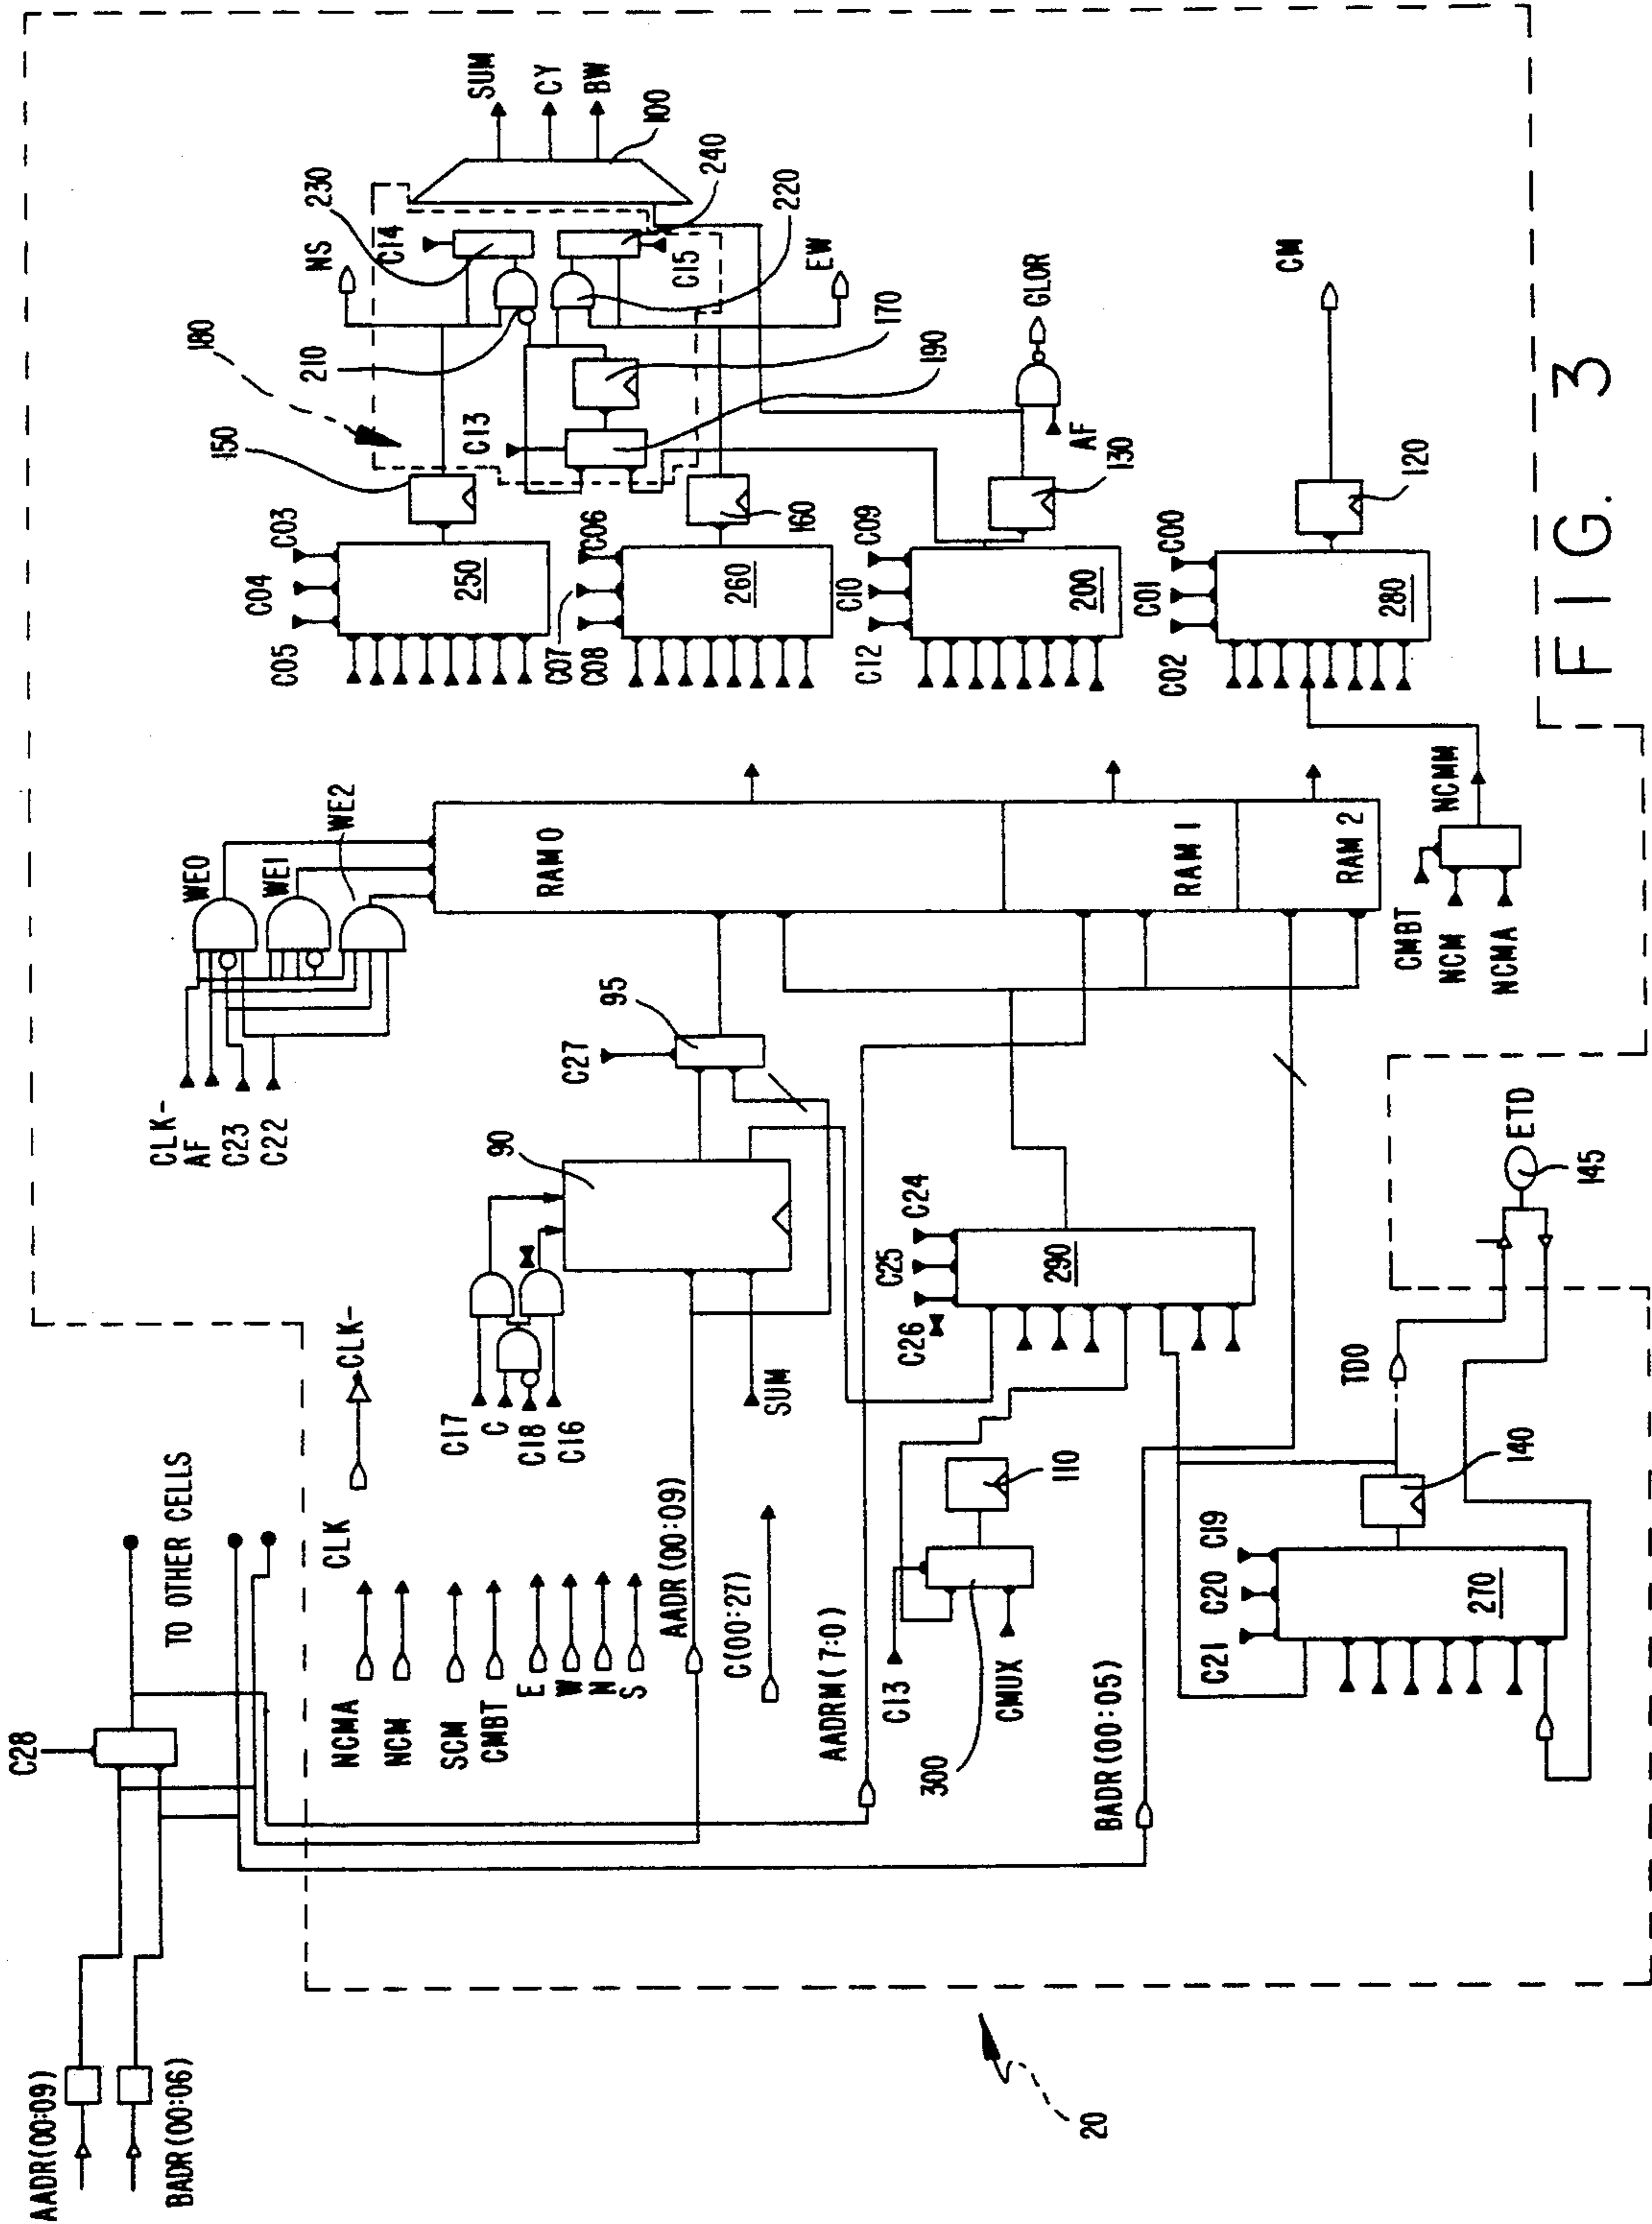 AADR(00:09)
BADR(00:06)
C28
TO OTHER CELLS
CLK
CLK-
NCMA
NCM
SCM
CMBT
E
W
N
S
AADR(00:09)
C(00:27)
AADRM(7:0)
C13
CMUX
300
110
BADR(00:05)
C21
C20
C19
270
140
TDO
ETD
145
20
C17
C
C18
C16
SUM
90
C27
95
C26
C25
C24
290
CLK-
AF
C23
C22
WE0
WE1
WE2
RAM 0
RAM 1
RAM 2
CMBT
NCM
NCMA
NCMM
C05
C04
C03
250
150
180
C07
C08
C06
260
160
C12
C10
C09
200
130
C02
C01
C00
280
120
CM
AF
GLOR
C13
190
170
210
220
NS
C14
230
C15
240
EW
SUM
CY
BW
100
FIG. 3